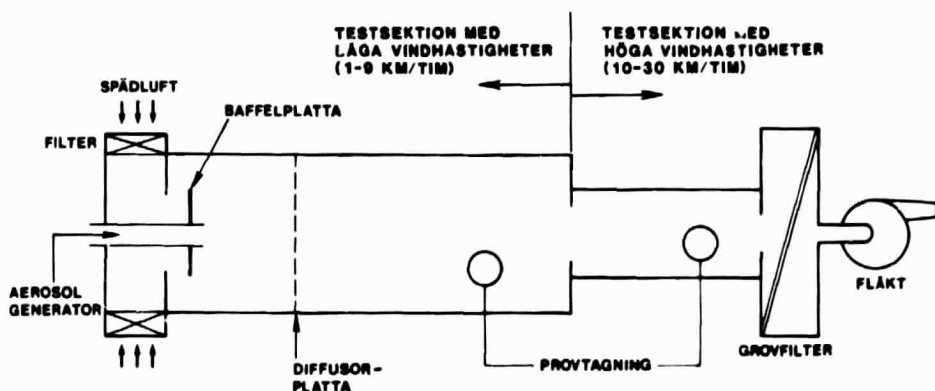 TESTSEKTION MED
LÅGA VINDHASTIGHETER
(1-9 KM/TIM)
TESTSEKTION MED
HÖGA VINDHASTIGHETER
(10-30 KM/TIM)
SPÄDLUFT
BAFFELPLATTA
FILTER
AEROSOL
GENERATOR
DIFFUSOR-
PLATTA
PROVTAGNING
GROVFILTER
FLÄKT